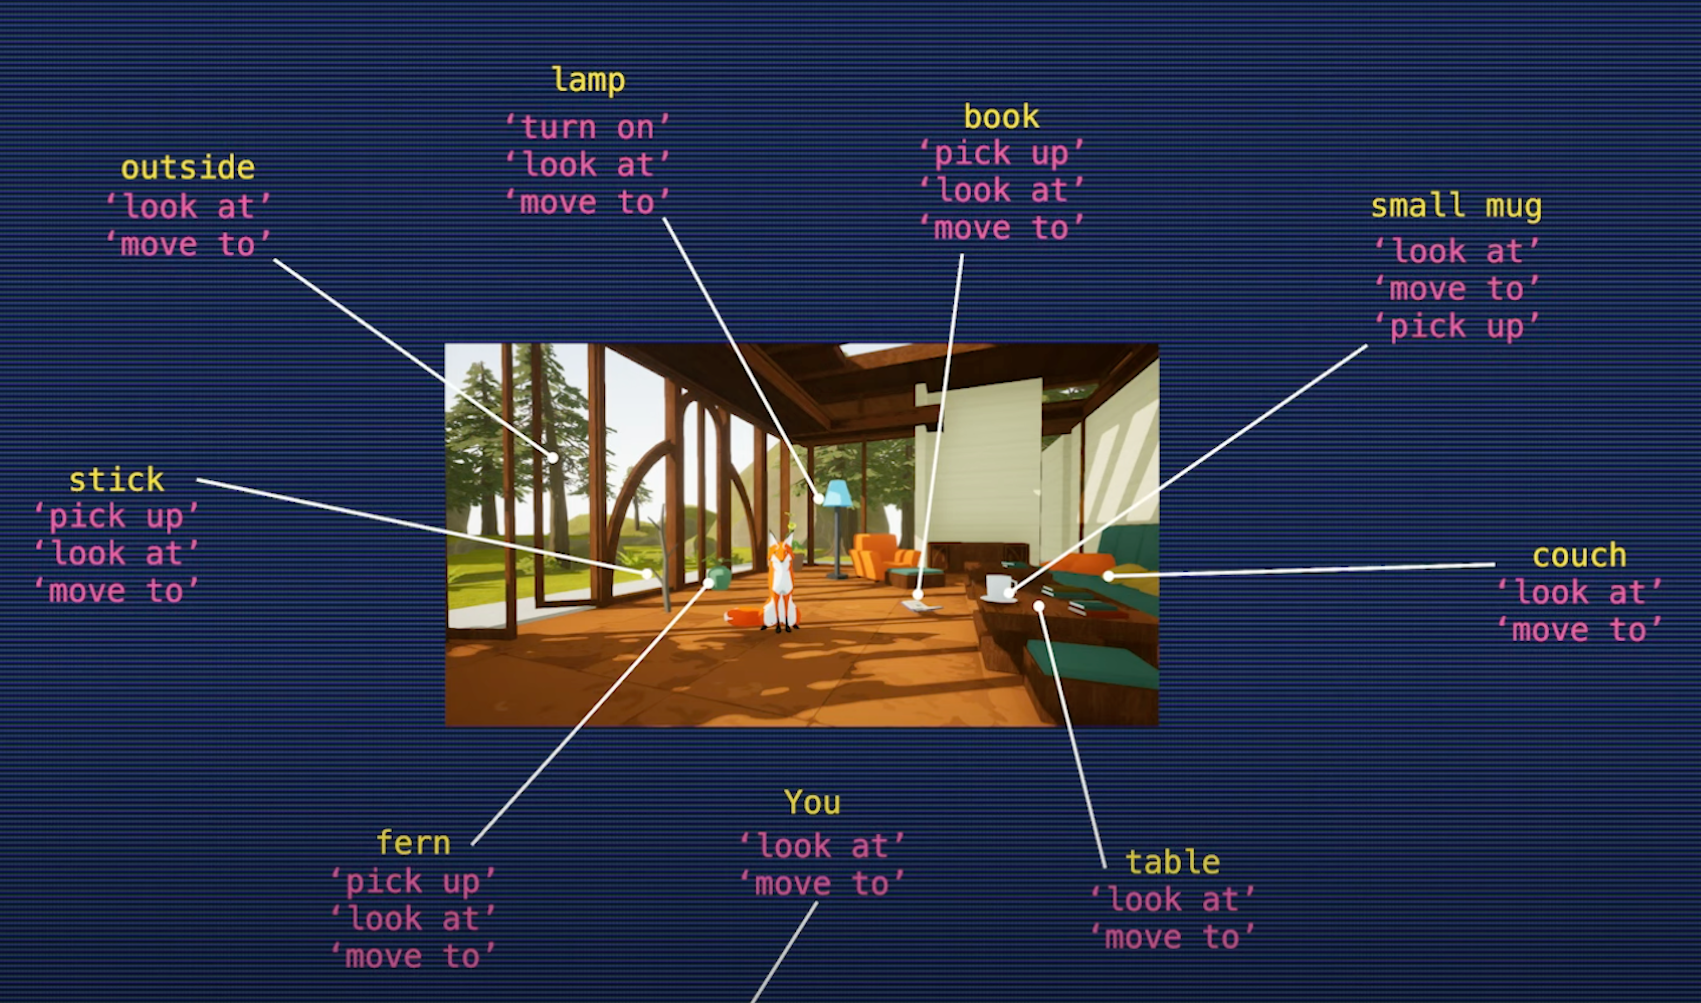 lamp
‘turn on’
‘look at’
‘move to’
book
‘pick up’
‘look at’
‘move to’
outside
‘look at’
‘move to’
small mug
‘look at’
‘move to’
‘pick up’
stick
‘pick up’
‘look at’
‘move to’
couch
‘look at’
‘move to’
You
‘look at’
‘move to’
fern
‘pick up’
‘look at’
‘move to’
table
‘look at’
‘move to’